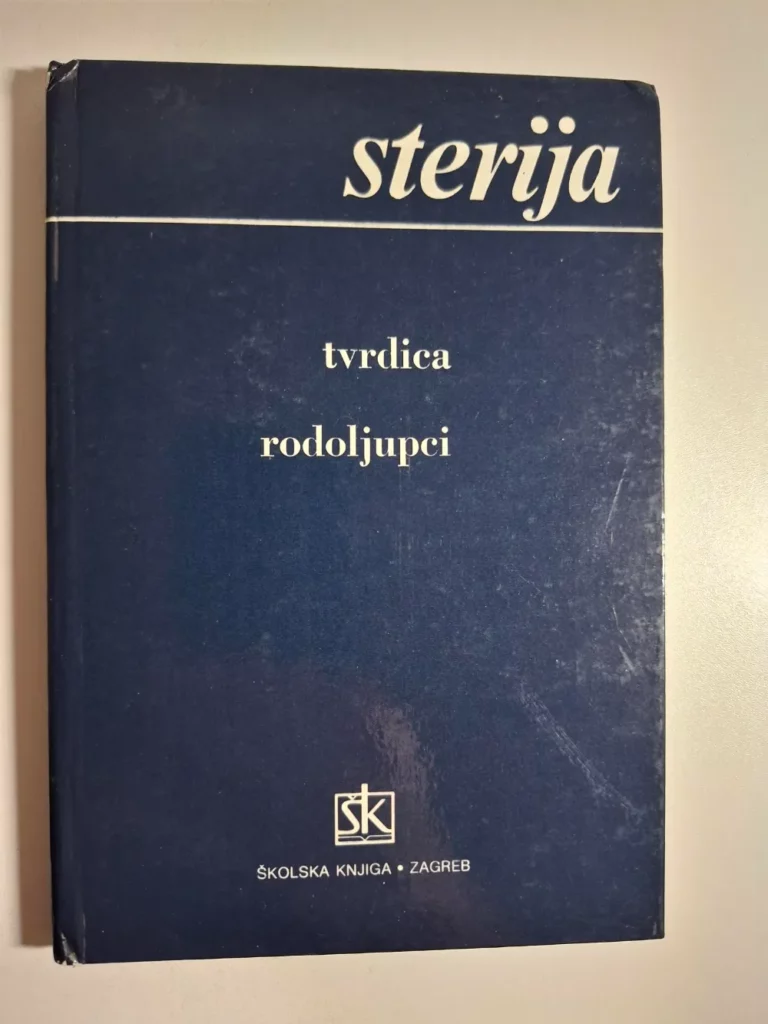 sterija
tvrdica
rodoljupci
šk
ŠKOLSKA KNJIGA • ZAGREB